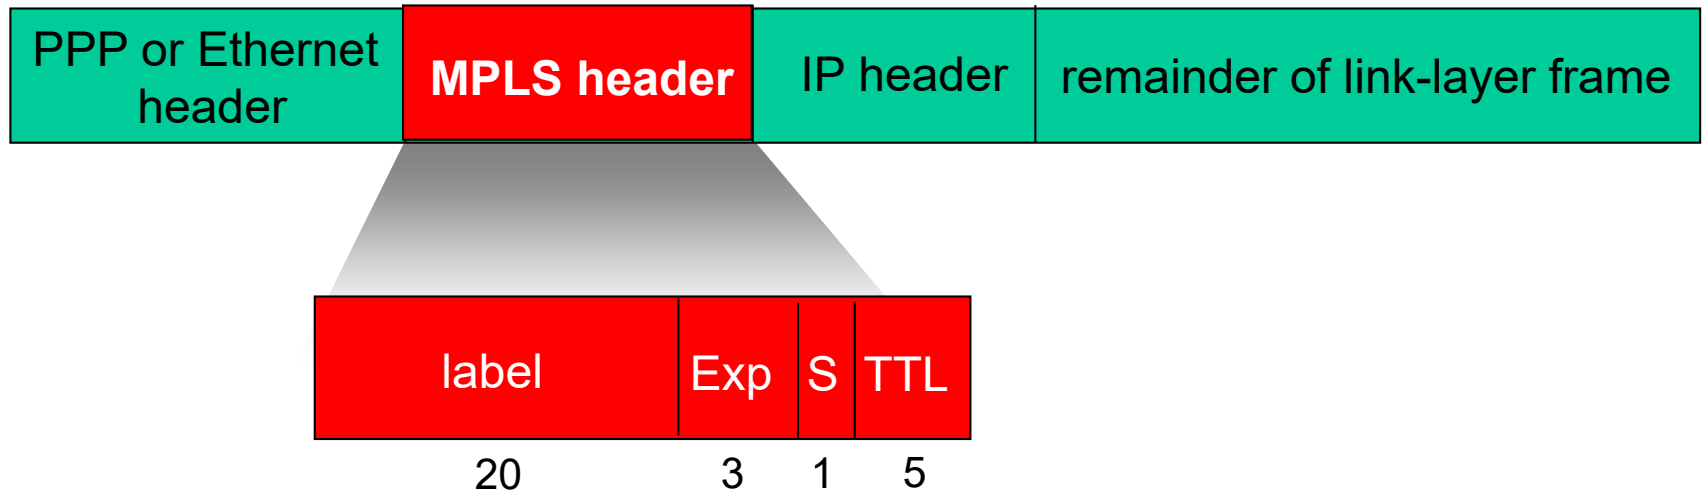 PPP or Ethernet
header
MPLS header
IP header
remainder of link-layer frame
label
Exp
S
TTL
20
3
1
5